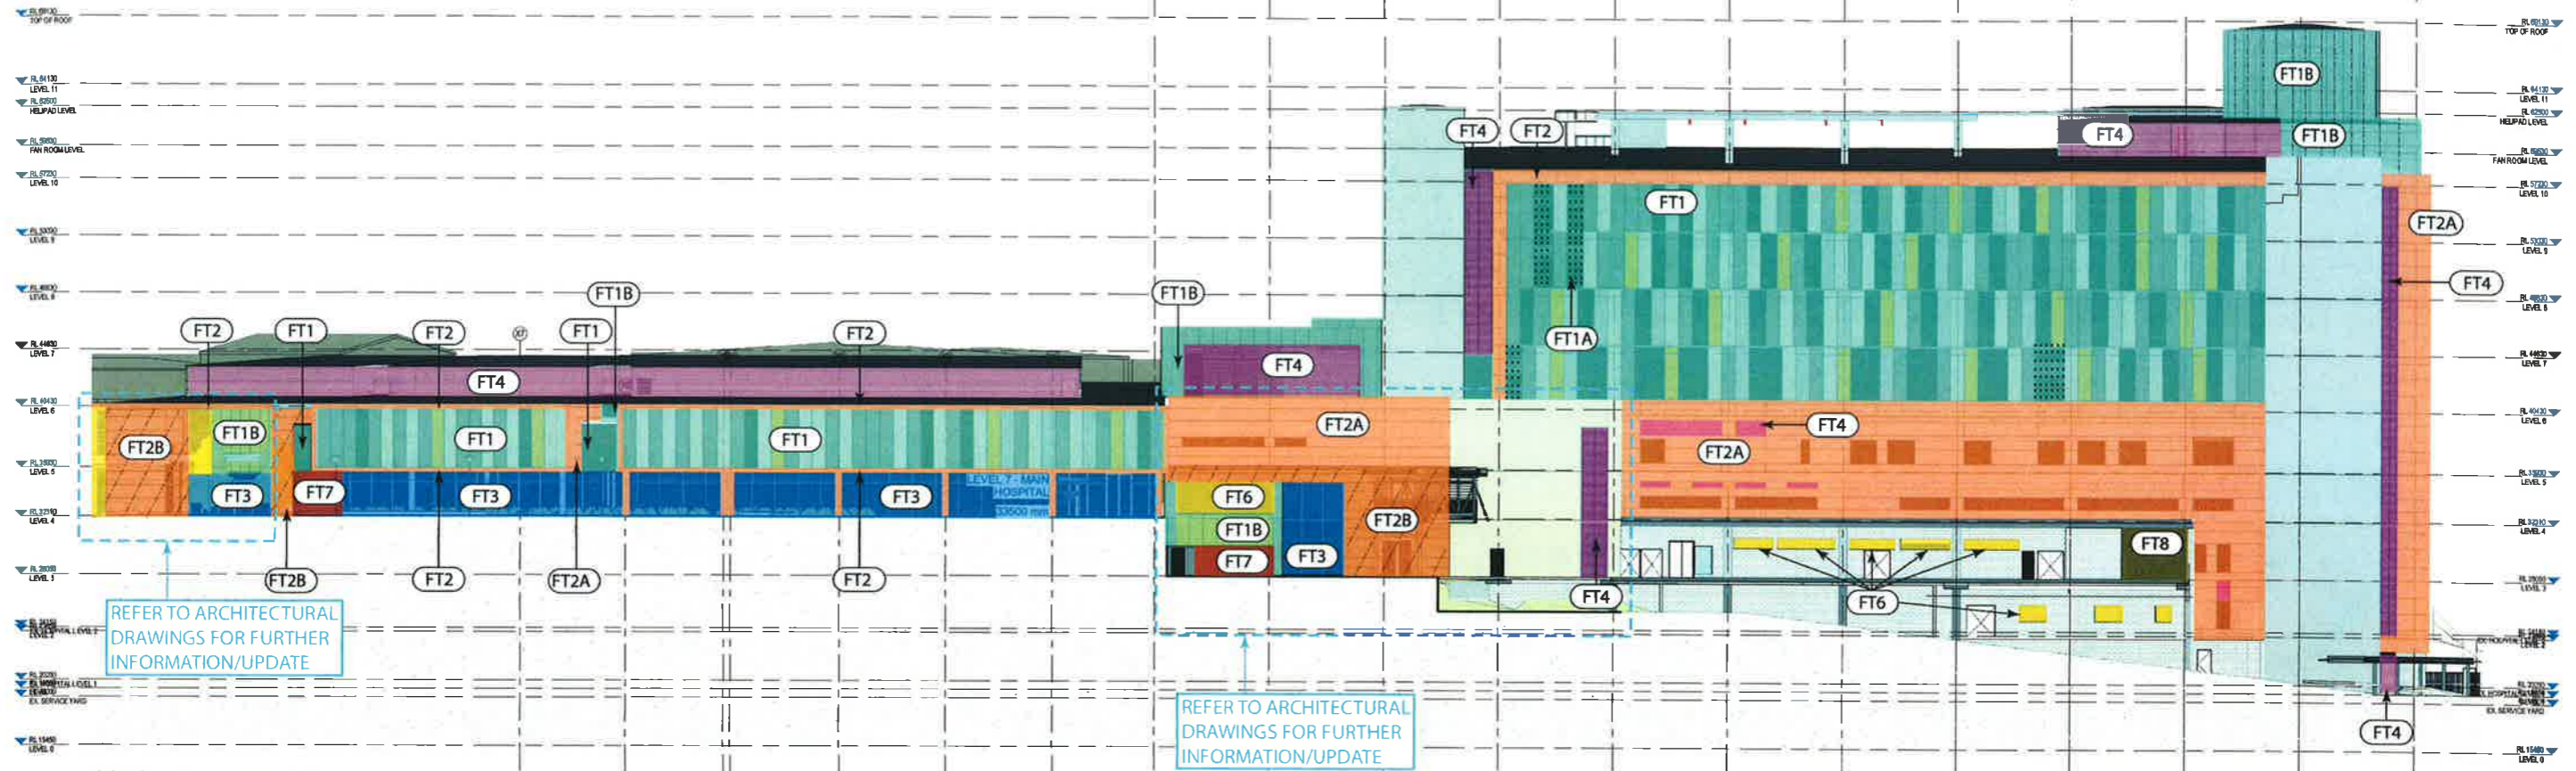 TOP OF ROOF
TOP OF ROOF
RL 64130
LEVEL 11
HELIPAD LEVEL
FAN ROOM LEVEL
LEVEL 10
LEVEL 9
LEVEL 8
LEVEL 7
LEVEL 6
LEVEL 5
LEVEL 4
LEVEL 3
EX. SERVICE YARD
LEVEL 0
LEVEL 11
HELIPAD LEVEL
FAN ROOM LEVEL
LEVEL 10
LEVEL 9
LEVEL 8
LEVEL 7
LEVEL 6
LEVEL 5
LEVEL 4
LEVEL 3
LEVEL 2
EX. SERVICE YARD
LEVEL 0
FT1B
FT4
FT2
FT4
FT1B
FT1
FT2A
FT4
FT1B
FT1B
FT2
FT1
FT2
FT1
FT2
FT1A
FT4
FT4
FT2B
FT1B
FT1
FT1
FT2A
FT4
FT2A
FT3
FT7
FT3
FT3
LEVEL 7 - MAIN
HOSPITAL
33500 mm
FT6
FT2B
FT1B
FT7
FT3
FT8
FT2B
FT2
FT2A
FT2
FT4
FT6
FT4
REFER TO ARCHITECTURAL
DRAWINGS FOR FURTHER
INFORMATION/UPDATE
REFER TO ARCHITECTURAL
DRAWINGS FOR FURTHER
INFORMATION/UPDATE